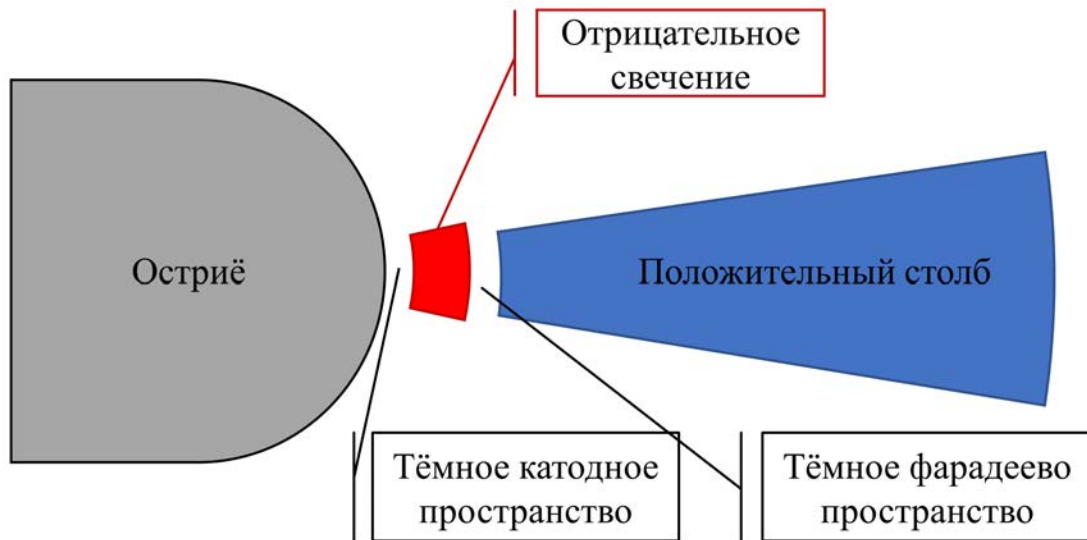 Отрицательное
свечение
Остриё
Положительный столб
Тёмное катодное
пространство
Тёмное фарадеево
пространство